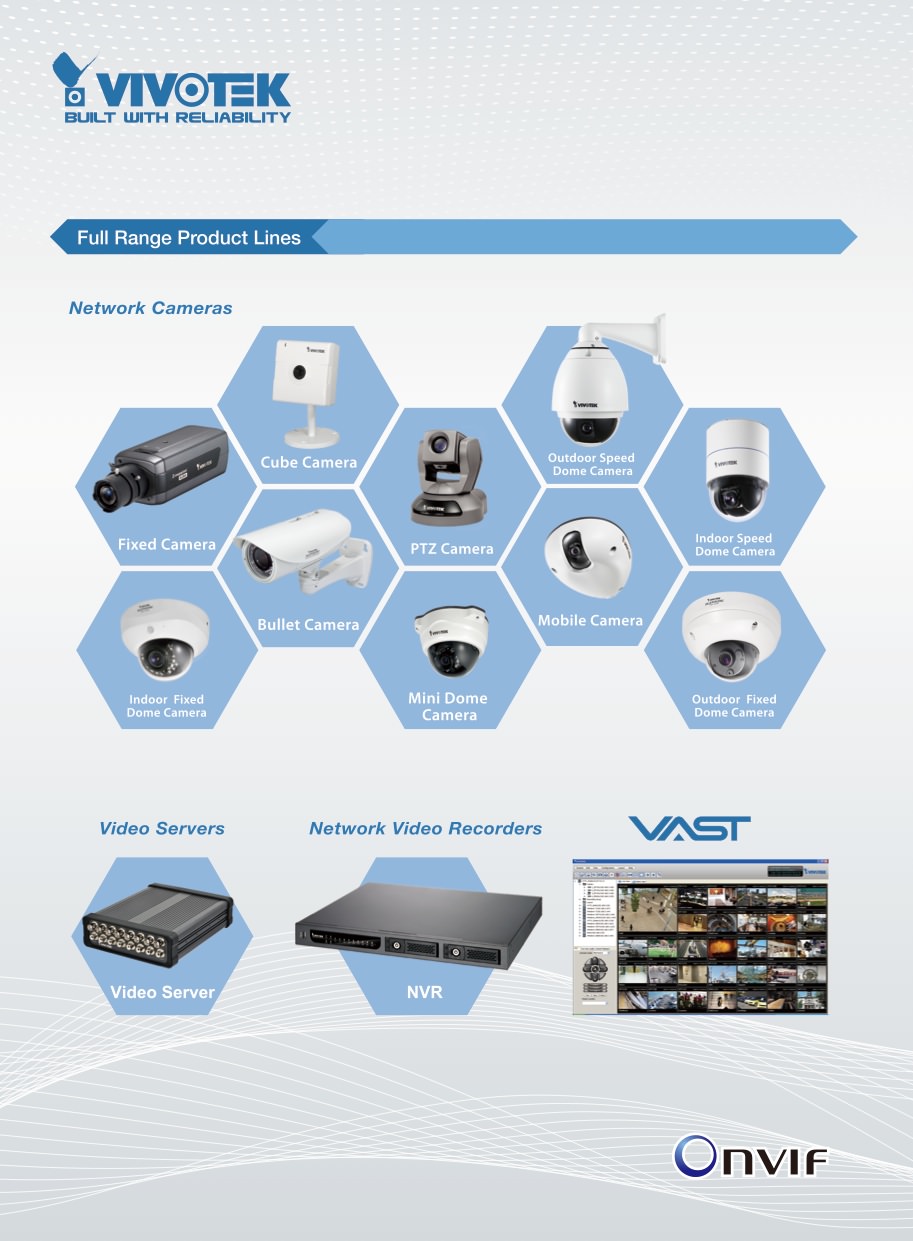 VIVOTEK
BUILT WITH RELIABILITY
Full Range Product Lines
Network Cameras
Cube Camera
Outdoor Speed
Dome Camera
Fixed Camera
PTZ Camera
Indoor Speed
Dome Camera
Bullet Camera
Mobile Camera
Indoor Fixed
Dome Camera
Mini Dome
Camera
Outdoor Fixed
Dome Camera
Video Servers
Network Video Recorders
VAST
Video Server
NVR
ONVIF